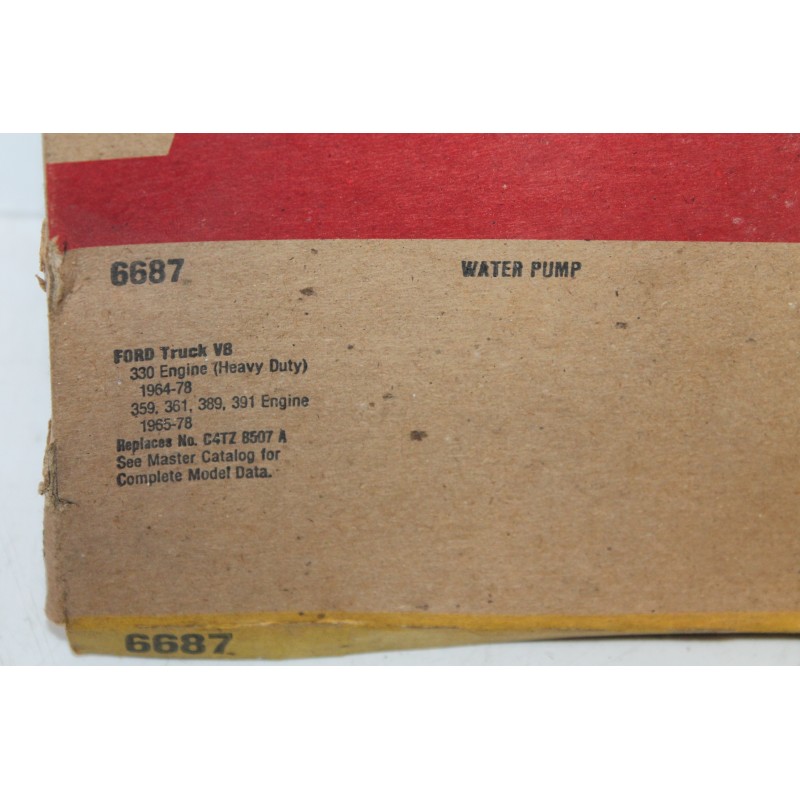 6687 WATER PUMP
FORD Truck V8
330 Engine (Heavy Duty)
1964-78
359, 361, 389, 391 Engine
1965-78
Replaces No. C4TZ 8507 A
See Master Catalog for
Complete Model Data.
6687